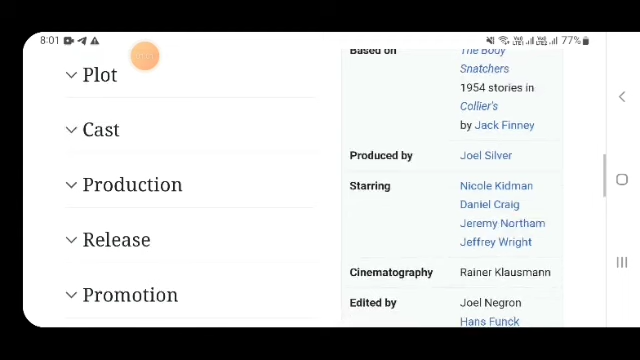 8:01
77%
Plot
Cast
Production
Release
Promotion
Based on
The Body
Snatchers
1954 stories in
Collier's
by Jack Finney
Produced by
Joel Silver
Starring
Nicole Kidman
Daniel Craig
Jeremy Northam
Jeffrey Wright
Cinematography
Rainer Klausmann
Edited by
Joel Negron
Hans Funck